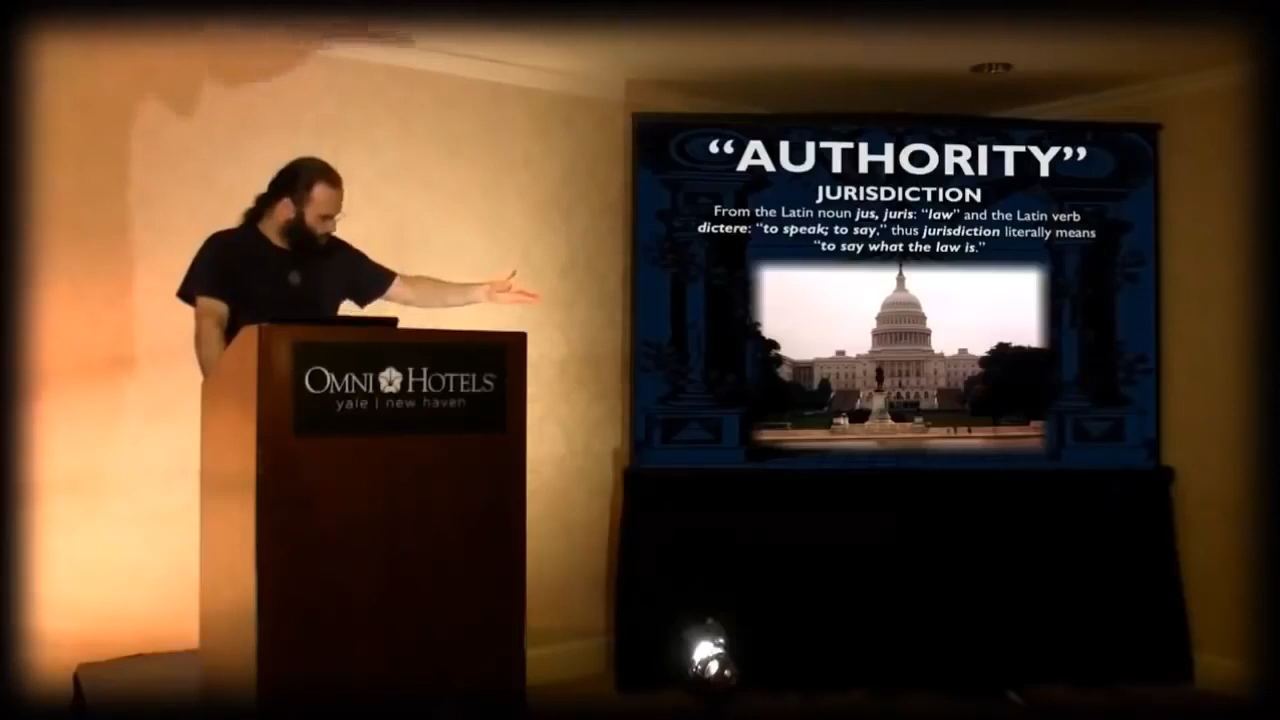 OMNI HOTELS
yale | new haven
“AUTHORITY”
JURISDICTION
From the Latin noun jus, juris: “law” and the Latin verb
dictere: “to speak; to say,” thus jurisdiction literally means
“to say what the law is.”